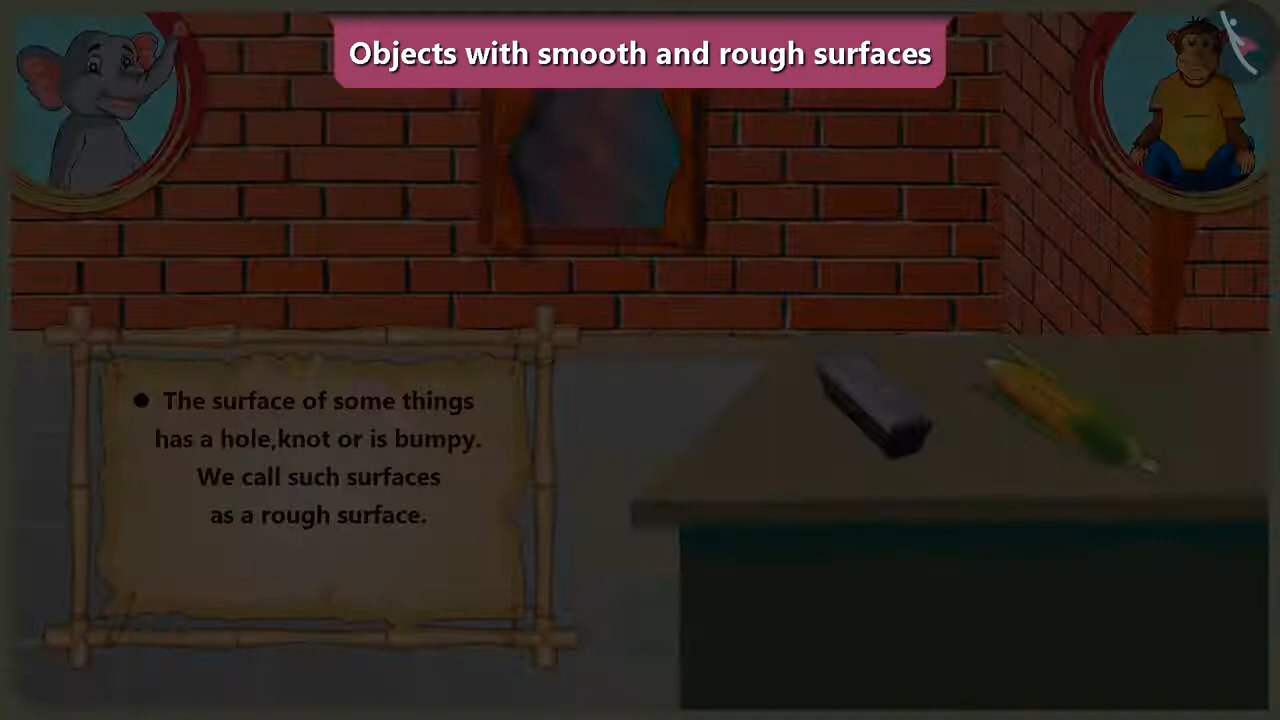 Objects with smooth and rough surfaces
● The surface of some things
has a hole,knot or is bumpy.
We call such surfaces
as a rough surface.